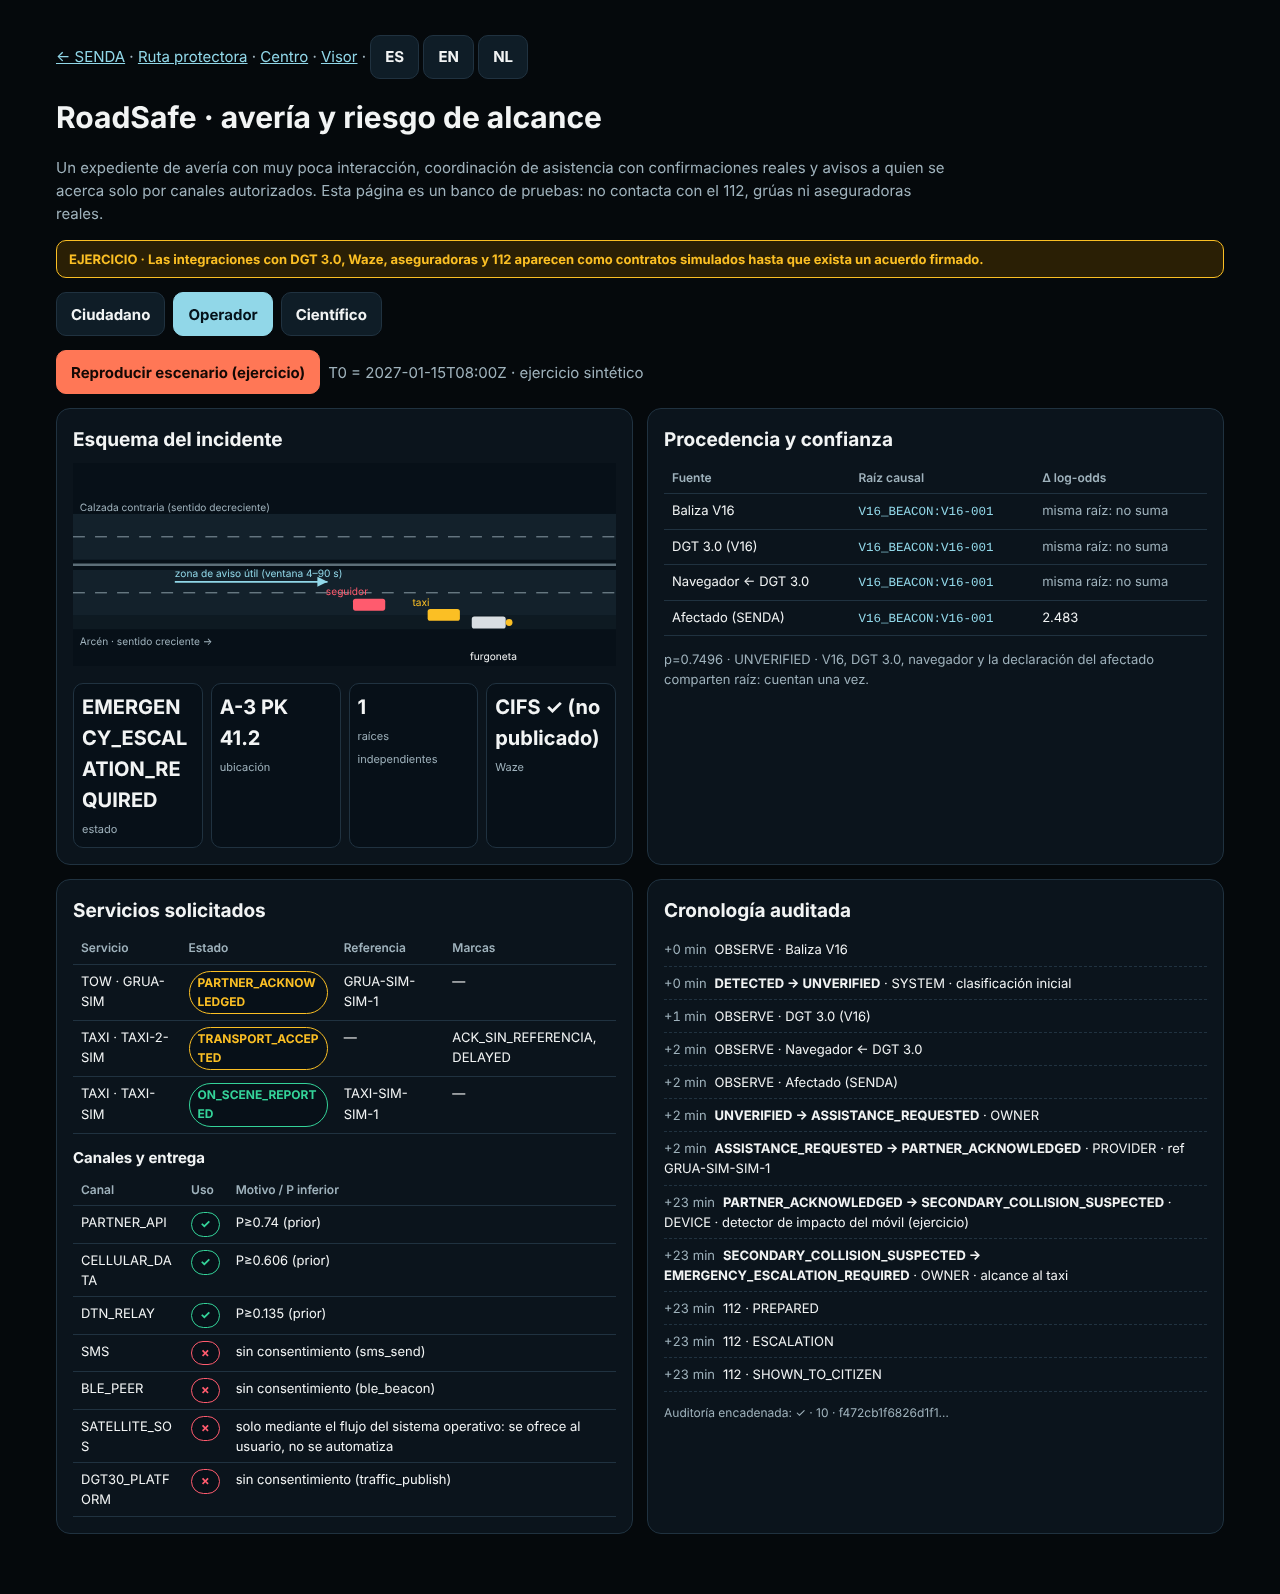 ← SENDA · Ruta protectora · Centro · Visor · ES EN NL
RoadSafe · avería y riesgo de alcance
Un expediente de avería con muy poca interacción, coordinación de asistencia con confirmaciones reales y avisos a quien se
acerca solo por canales autorizados. Esta página es un banco de pruebas: no contacta con el 112, grúas ni aseguradoras
reales.
EJERCICIO · Las integraciones con DGT 3.0, Waze, aseguradoras y 112 aparecen como contratos simulados hasta que exista un acuerdo firmado.
Ciudadano Operador Científico
Reproducir escenario (ejercicio) T0 = 2027-01-15T08:00Z · ejercicio sintético
Esquema del incidente
Calzada contraria (sentido decreciente)
zona de aviso útil (ventana 4–90 s)
seguidor
taxi
Arcén · sentido creciente →
furgoneta
EMERGEN
CY_ESCAL
ATION_RE
QUIRED
estado
A-3 PK
41.2
ubicación
1
raíces
independientes
CIFS ✓ (no
publicado)
Waze
Procedencia y confianza
Fuente Raíz causal Δ log-odds
Baliza V16 V16_BEACON:V16-001 misma raíz: no suma
DGT 3.0 (V16) V16_BEACON:V16-001 misma raíz: no suma
Navegador ← DGT 3.0 V16_BEACON:V16-001 misma raíz: no suma
Afectado (SENDA) V16_BEACON:V16-001 2.483
p=0.7496 · UNVERIFIED · V16, DGT 3.0, navegador y la declaración del afectado
comparten raíz: cuentan una vez.
Servicios solicitados
Servicio Estado Referencia Marcas
TOW · GRUA- PARTNER_ACKNOW GRUA-SIM- —
SIM LEDGED SIM-1
TAXI · TAXI-2- TRANSPORT_ACCEP — ACK_SIN_REFERENCIA,
SIM TED DELAYED
TAXI · TAXI- ON_SCENE_REPORT TAXI-SIM- —
SIM ED SIM-1
Canales y entrega
Canal Uso Motivo / P inferior
PARTNER_API ✓ P≥0.74 (prior)
CELLULAR_DA ✓ P≥0.606 (prior)
TA
DTN_RELAY ✓ P≥0.135 (prior)
SMS × sin consentimiento (sms_send)
BLE_PEER × sin consentimiento (ble_beacon)
SATELLITE_SO × solo mediante el flujo del sistema operativo: se ofrece al
S usuario, no se automatiza
DGT30_PLATF × sin consentimiento (traffic_publish)
ORM
Cronología auditada
+0 min OBSERVE · Baliza V16
+0 min DETECTED → UNVERIFIED · SYSTEM · clasificación inicial
+1 min OBSERVE · DGT 3.0 (V16)
+2 min OBSERVE · Navegador ← DGT 3.0
+2 min OBSERVE · Afectado (SENDA)
+2 min UNVERIFIED → ASSISTANCE_REQUESTED · OWNER
+2 min ASSISTANCE_REQUESTED → PARTNER_ACKNOWLEDGED · PROVIDER · ref
GRUA-SIM-SIM-1
+23 min PARTNER_ACKNOWLEDGED → SECONDARY_COLLISION_SUSPECTED ·
DEVICE · detector de impacto del móvil (ejercicio)
+23 min SECONDARY_COLLISION_SUSPECTED →
EMERGENCY_ESCALATION_REQUIRED · OWNER · alcance al taxi
+23 min 112 · PREPARED
+23 min 112 · ESCALATION
+23 min 112 · SHOWN_TO_CITIZEN
Auditoría encadenada: ✓ · 10 · f472cb1f6826d1f1…